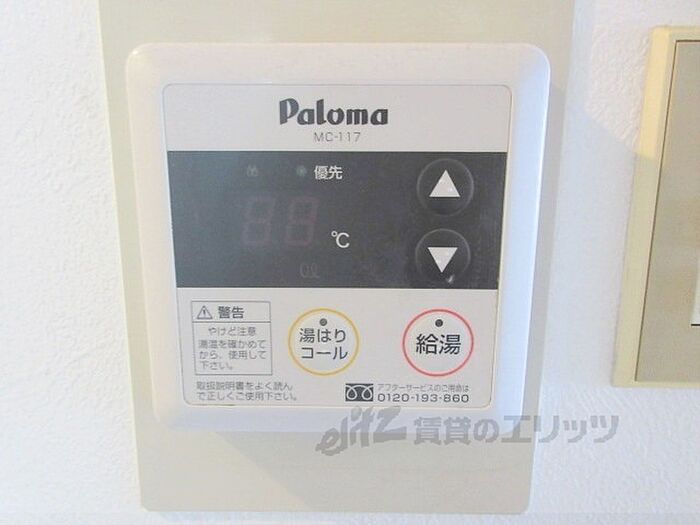 Paloma
MC-117
優先
88
℃
0ℓ
▲
▼
⚠ 警告
やけど注意
湯温を確かめて
から、使用して
下さい。
取扱説明書をよく読ん
で正しくご使用下さい。
湯はり
コール
給湯
アフターサービスのご用命は
0120-193-860
elitz 賃貸のエリッツ